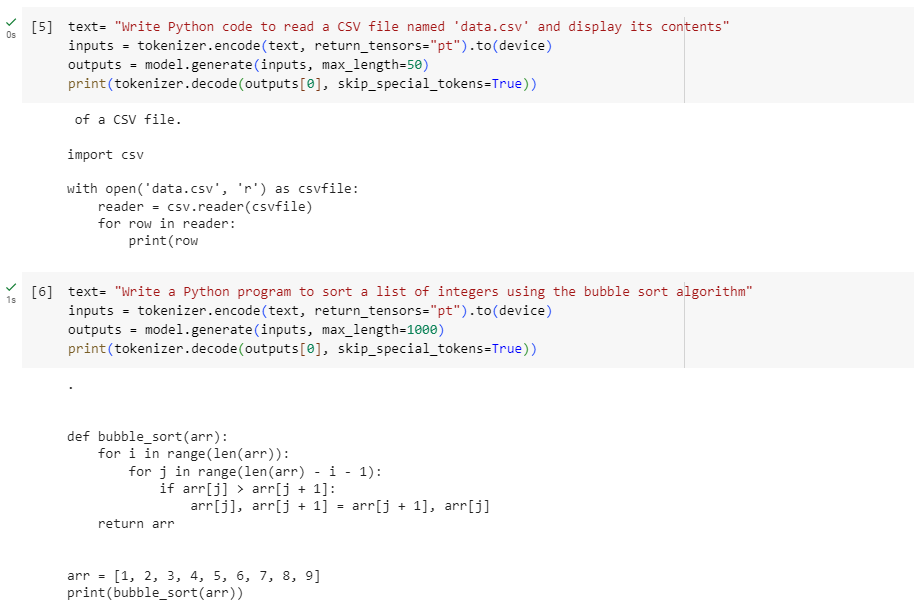 [5] text= "Write Python code to read a CSV file named 'data.csv' and display its contents"
0s
inputs = tokenizer.encode(text, return_tensors="pt").to(device)
outputs = model.generate(inputs, max_length=50)
print(tokenizer.decode(outputs[0], skip_special_tokens=True))
of a CSV file.
import csv
with open('data.csv', 'r') as csvfile:
    reader = csv.reader(csvfile)
    for row in reader:
        print(row
[6] text= "Write a Python program to sort a list of integers using the bubble sort algorithm"
1s
inputs = tokenizer.encode(text, return_tensors="pt").to(device)
outputs = model.generate(inputs, max_length=1000)
print(tokenizer.decode(outputs[0], skip_special_tokens=True))
.
def bubble_sort(arr):
    for i in range(len(arr)):
        for j in range(len(arr) - i - 1):
            if arr[j] > arr[j + 1]:
                arr[j], arr[j + 1] = arr[j + 1], arr[j]
    return arr
arr = [1, 2, 3, 4, 5, 6, 7, 8, 9]
print(bubble_sort(arr))